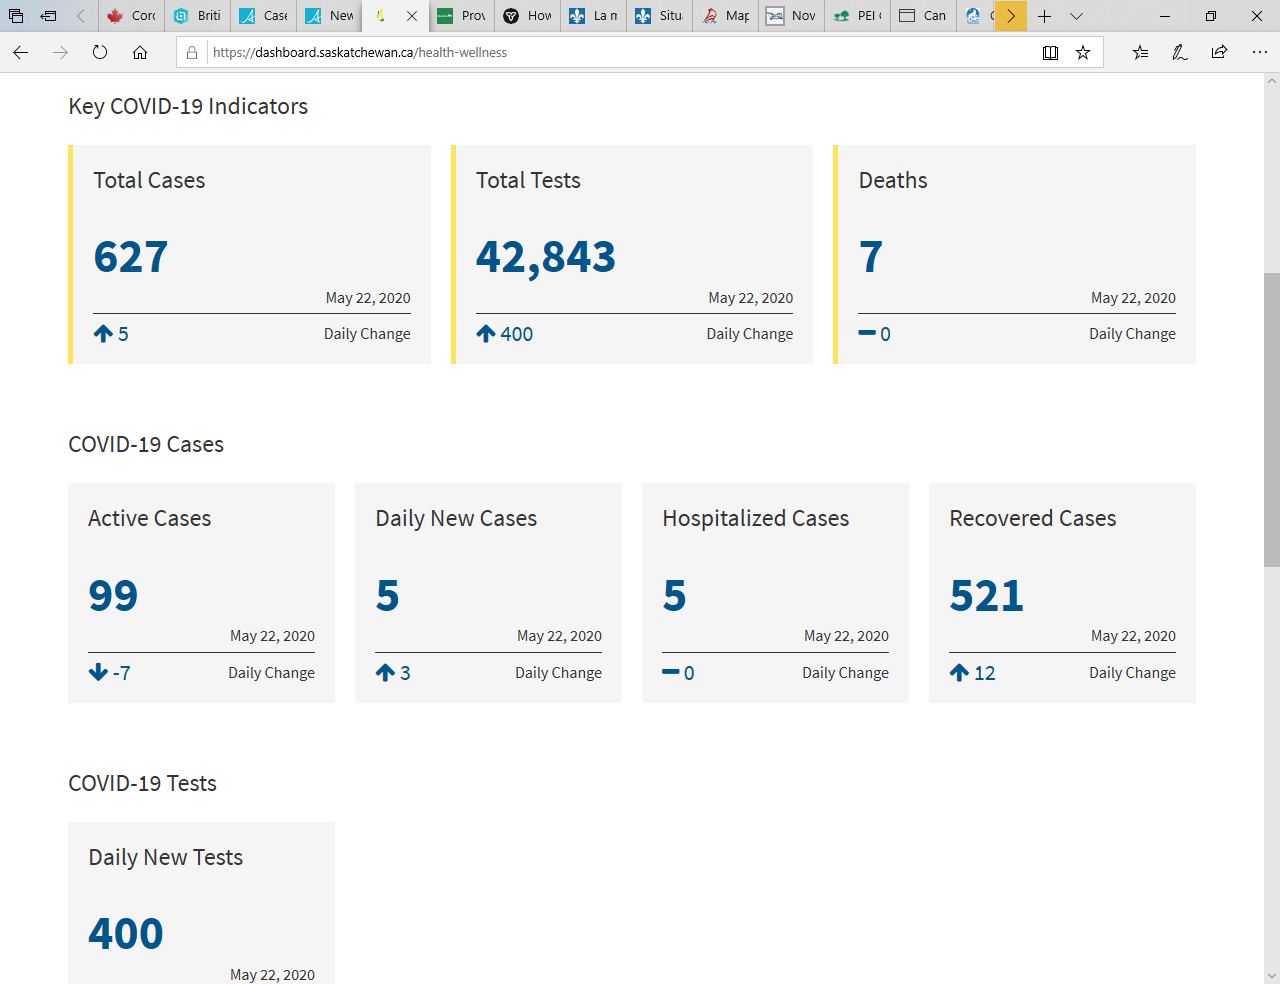 Corc
Briti
Case
New
Prov
How
La n
Situ
Map
Nov
PEI
Can
https://dashboard.saskatchewan.ca/health-wellness
Key COVID-19 Indicators
Total Cases
627
May 22, 2020
5 Daily Change
Total Tests
42,843
May 22, 2020
400 Daily Change
Deaths
7
May 22, 2020
0 Daily Change
COVID-19 Cases
Active Cases
99
May 22, 2020
-7 Daily Change
Daily New Cases
5
May 22, 2020
3 Daily Change
Hospitalized Cases
5
May 22, 2020
0 Daily Change
Recovered Cases
521
May 22, 2020
12 Daily Change
COVID-19 Tests
Daily New Tests
400
May 22, 2020